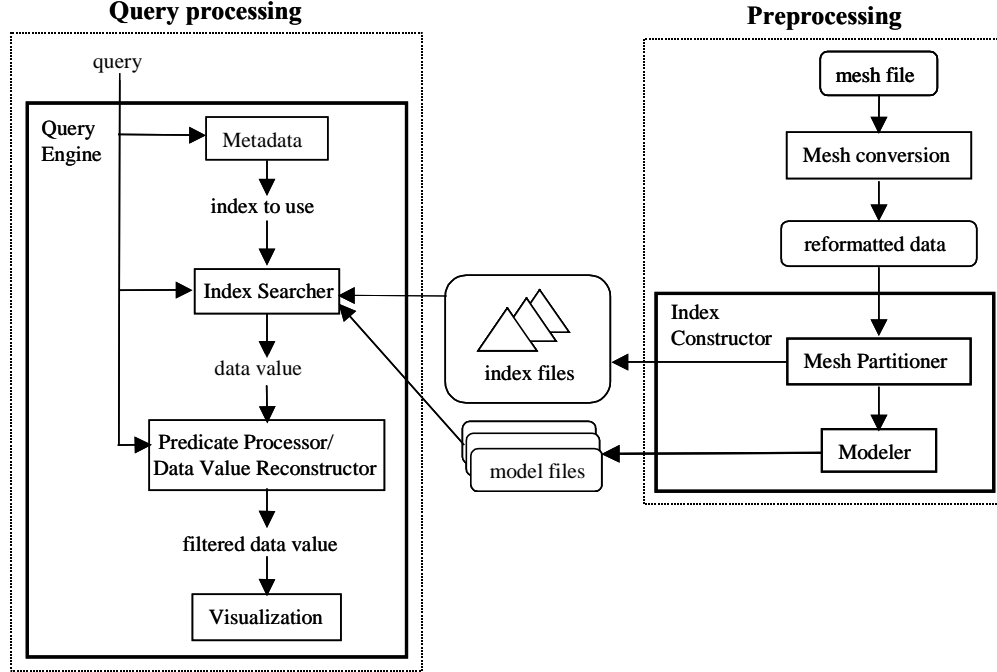 Query processing
query
Query
Engine
Metadata
index to use
Index Searcher
data value
Predicate Processor/
Data Value Reconstructor
filtered data value
Visualization
index files
model files
Preprocessing
mesh file
Mesh conversion
reformatted data
Index
Constructor
Mesh Partitioner
Modeler